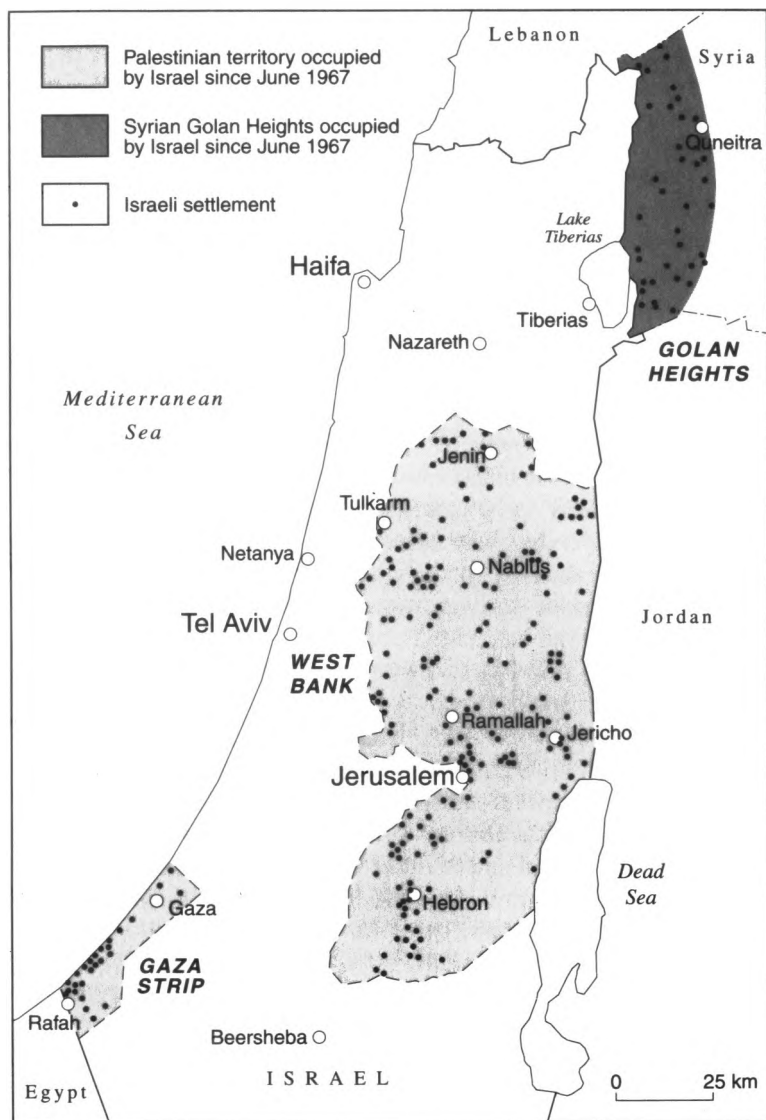 Palestinian territory occupied
by Israel since June 1967
Syrian Golan Heights occupied
by Israel since June 1967
Israeli settlement
Lebanon
Syria
Quneitra
Lake
Tiberias
Haifa
Tiberias
Nazareth
GOLAN
HEIGHTS
Mediterranean
Sea
Jenin
Tulkarm
Netanya
Nablus
Tel Aviv
Jordan
WEST
BANK
Ramallah
Jericho
Jerusalem
Dead
Sea
Hebron
Gaza
GAZA
STRIP
Rafah
Beersheba
ISRAEL
Egypt
0 25 km